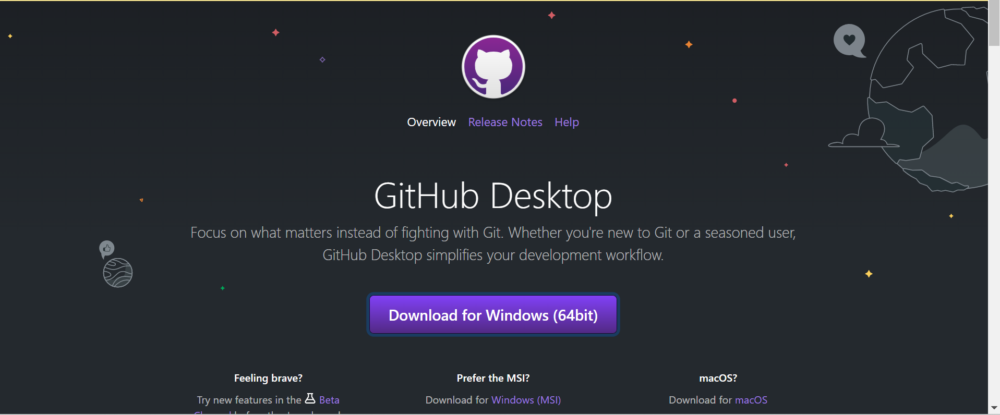 Overview Release Notes Help
GitHub Desktop
Focus on what matters instead of fighting with Git. Whether you're new to Git or a seasoned user,
GitHub Desktop simplifies your development workflow.
Download for Windows (64bit)
Feeling brave?
Try new features in the Beta
Prefer the MSI?
Download for Windows (MSI)
macOS?
Download for macOS